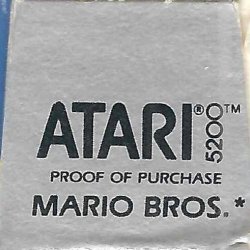 ATARI® 5200™
PROOF OF PURCHASE
MARIO BROS.*